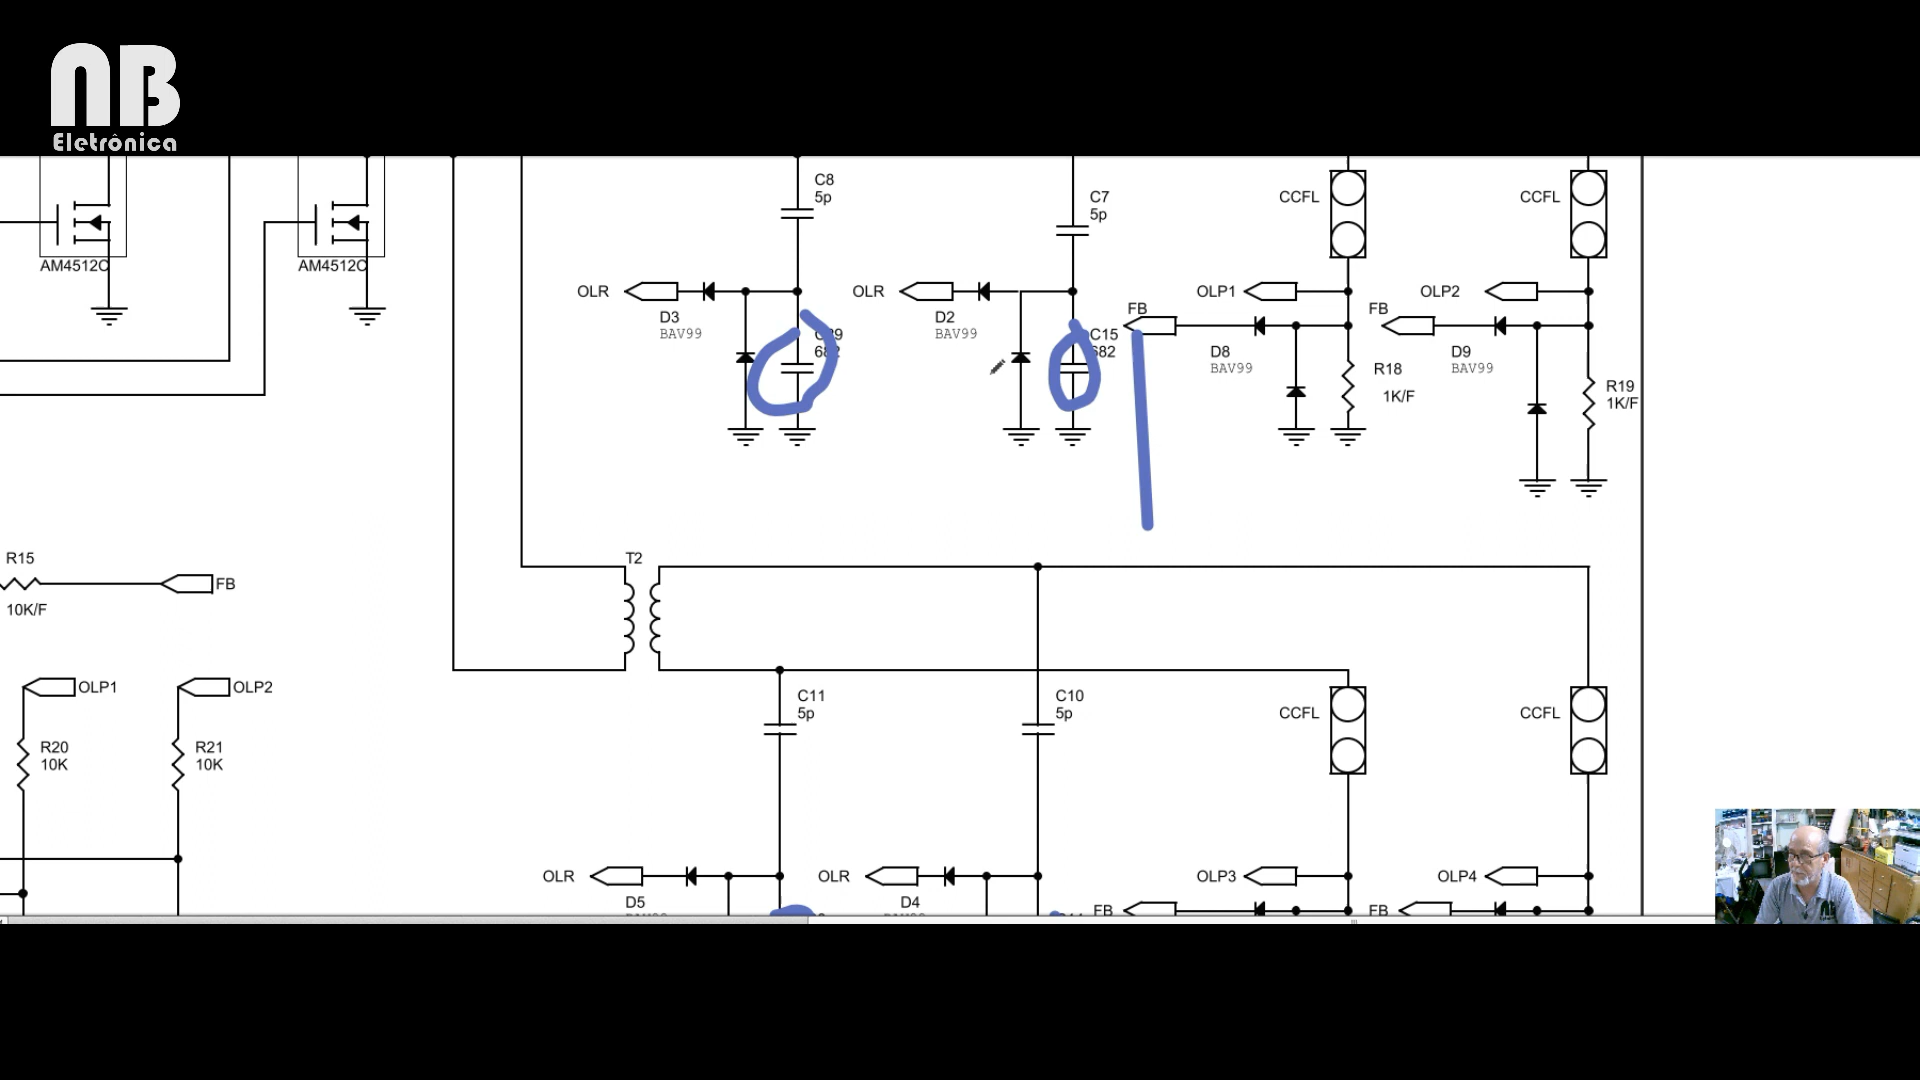 NB
Eletrônica
C8
5p
C7
5p
CCFL
CCFL
AM4512C
AM4512C
OLR
D3
BAV99
OLR
D2
BAV99
C15
682
OLP1
FB
D8
BAV99
R18
1K/F
OLP2
FB
D9
BAV99
R19
1K/F
R15
10K/F
FB
T2
OLP1
OLP2
R20
10K
R21
10K
C11
5p
C10
5p
CCFL
CCFL
OLR
D5
OLR
D4
OLP3
FB
OLP4
FB